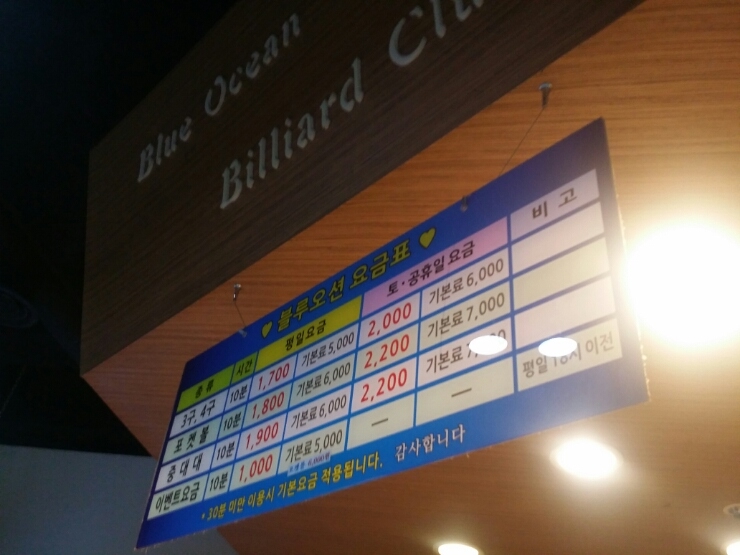 Blue Ocean
Billiard
♥ 블루오션 요금표 ♥
종류 시간 평일요금 토·공휴일 요금 비고
3구, 4구 10분 1,700 기본료 5,000 2,000 기본료 6,000
포켓볼 10분 1,800 기본료 6,000 2,200 기본료 7,000
중대대 10분 1,900 기본료 6,000 2,200 기본료
이벤트요금 10분 1,000 기본료 5,000 — — 평일 이전
* 30분 미만 이용시 기본요금 적용됩니다. 감사합니다